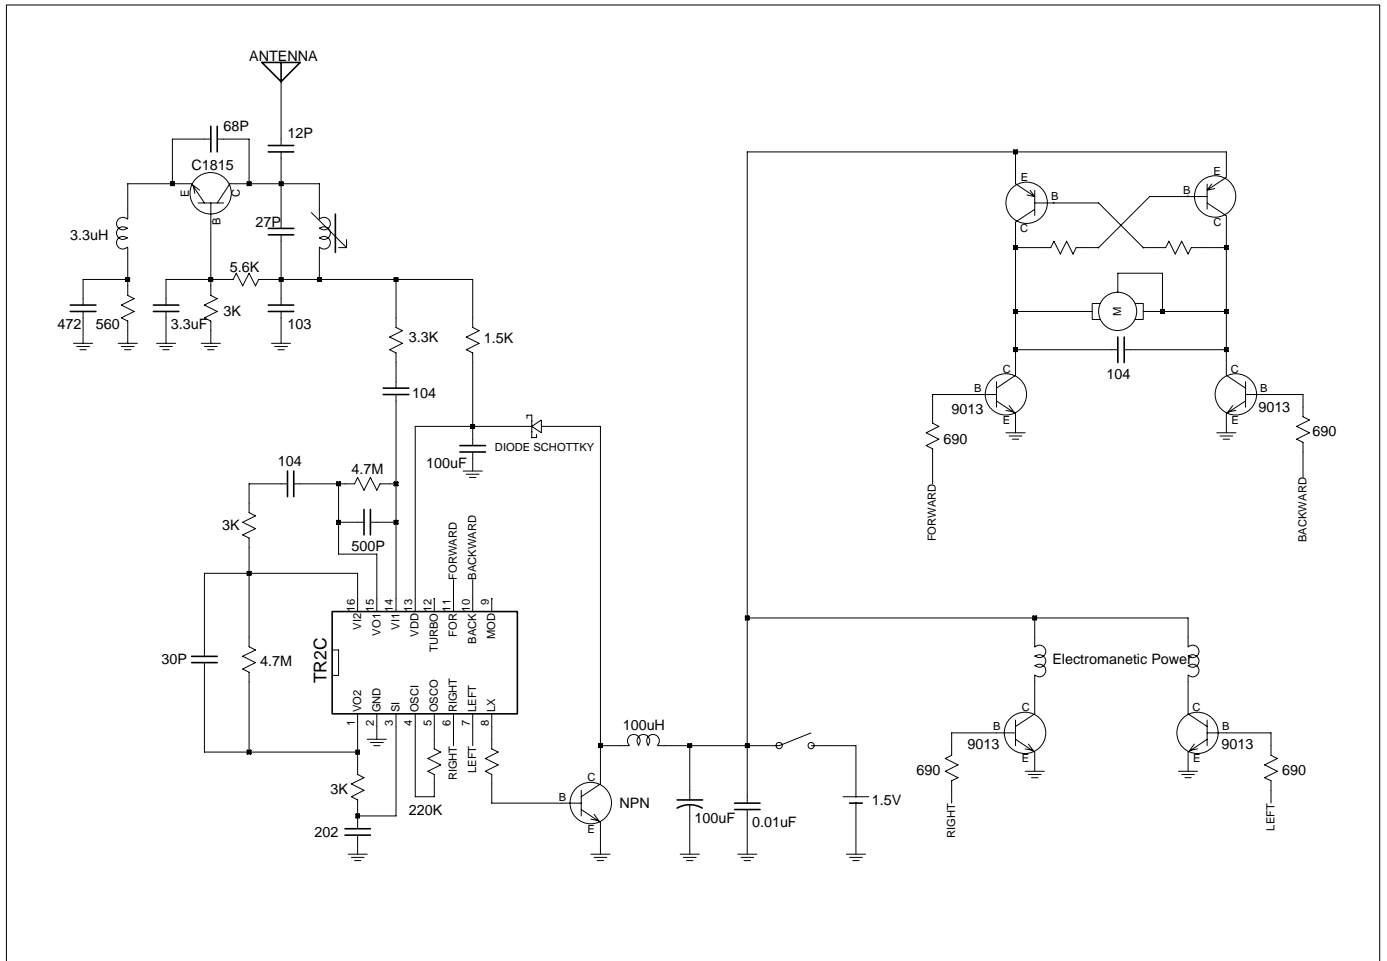 ANTENNA
68P
12P
C1815
E
C
B
27P
3.3uH
5.6K
472
560
3.3uF
3K
103
3.3K
1.5K
104
DIODE SCHOTTKY
100uF
104
4.7M
3K
500P
FORWARD
BACKWARD
16
15
14
13
12
11
10
9
VI2
VO1
VI1
VDD
TURBO
FOR
BACK
MOD
TR2C
30P
4.7M
VO2
GND
SI
OSCI
OSCO
RIGHT
LEFT
LX
1
2
3
4
5
6
7
8
RIGHT
LEFT
3K
220K
202
100uH
C
B
E
NPN
100uF
0.01uF
1.5V
E
B
C
E
B
C
M
104
C
B
9013
E
690
FORWARD
C
B
9013
E
690
BACKWARD
Electromanetic Power
C
B
9013
E
690
RIGHT
C
B
9013
E
690
LEFT